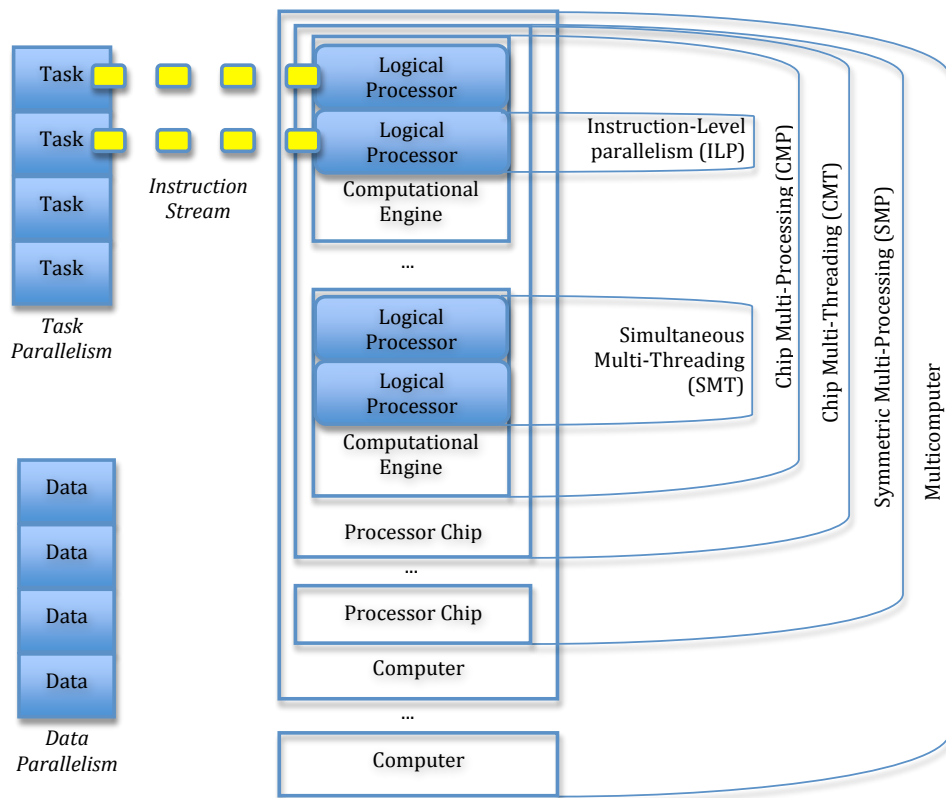 Task
Task
Task
Task
Task
Parallelism
Instruction
Stream
Data
Data
Data
Data
Data
Parallelism
Logical
Processor
Logical
Processor
Computational
Engine
...
Logical
Processor
Logical
Processor
Computational
Engine
Processor Chip
...
Processor Chip
Computer
...
Computer
Instruction-Level
parallelism (ILP)
Simultaneous
Multi-Threading
(SMT)
Chip Multi-Processing (CMP)
Chip Multi-Threading (CMT)
Symmetric Multi-Processing (SMP)
Multicomputer